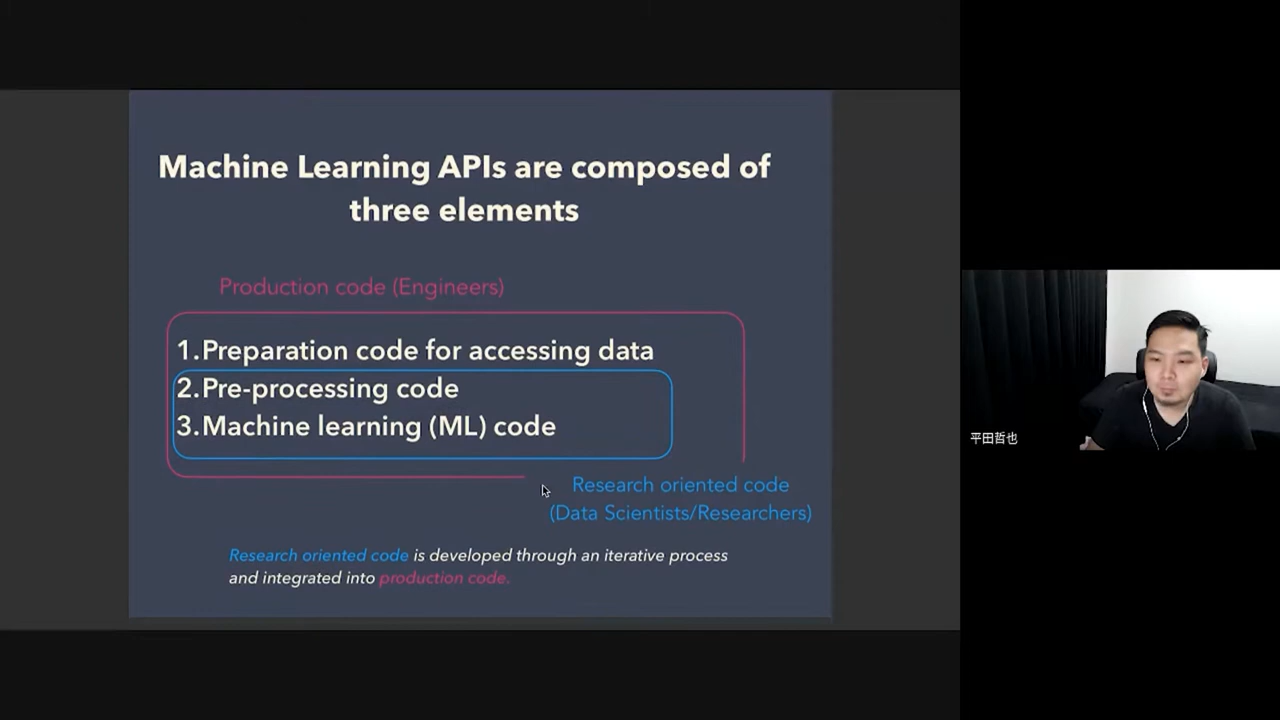 Machine Learning APIs are composed of
three elements
Production code (Engineers)
1.Preparation code for accessing data
2.Pre-processing code
3.Machine learning (ML) code
Research oriented code
(Data Scientists/Researchers)
Research oriented code is developed through an iterative process
and integrated into production code.
平田哲也